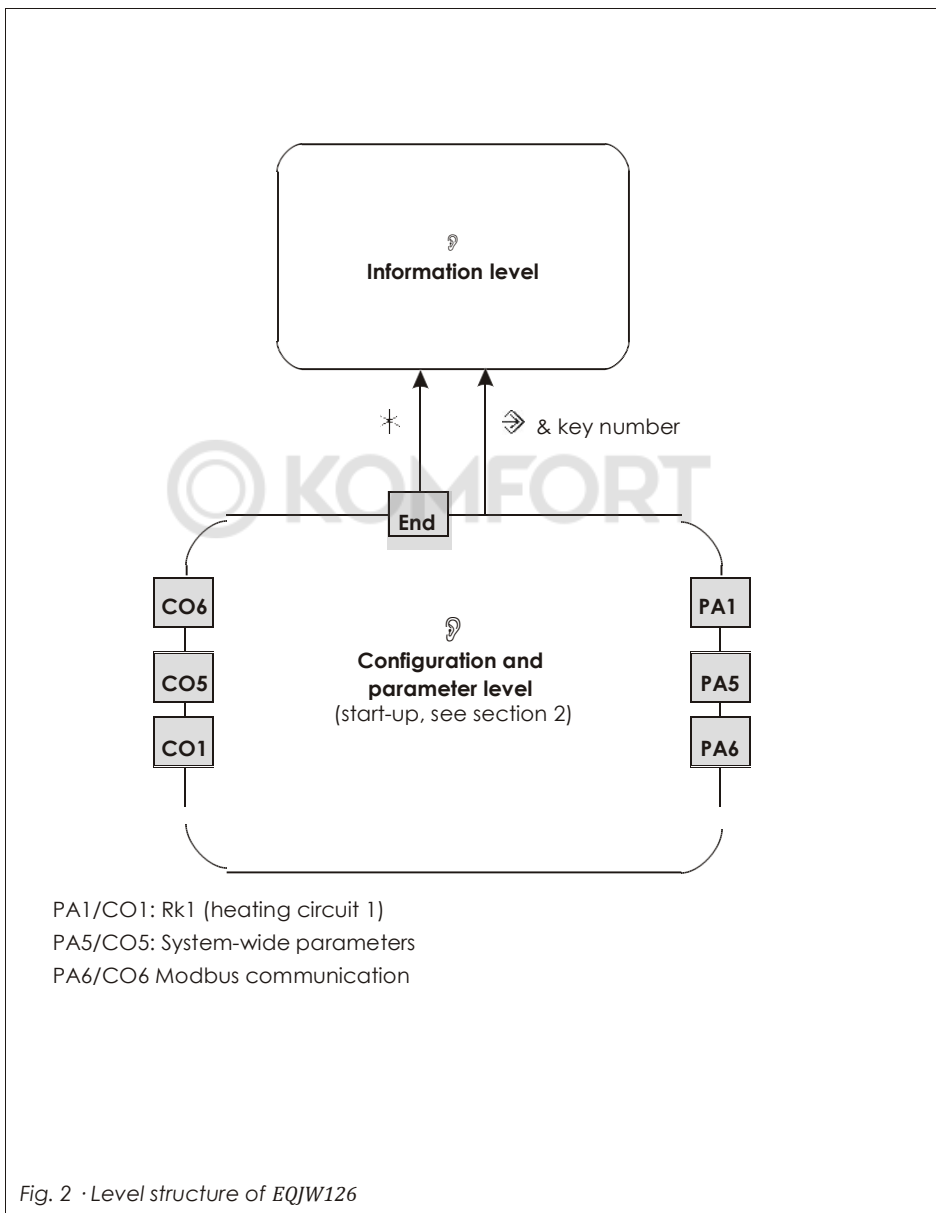 Information level
& key number
KOMFORT
End
CO6
CO5
CO1
Configuration and
parameter level
(start-up, see section 2)
PA1
PA5
PA6
PA1/CO1: Rk1 (heating circuit 1)
PA5/CO5: System-wide parameters
PA6/CO6 Modbus communication
Fig. 2 · Level structure of EQJW126